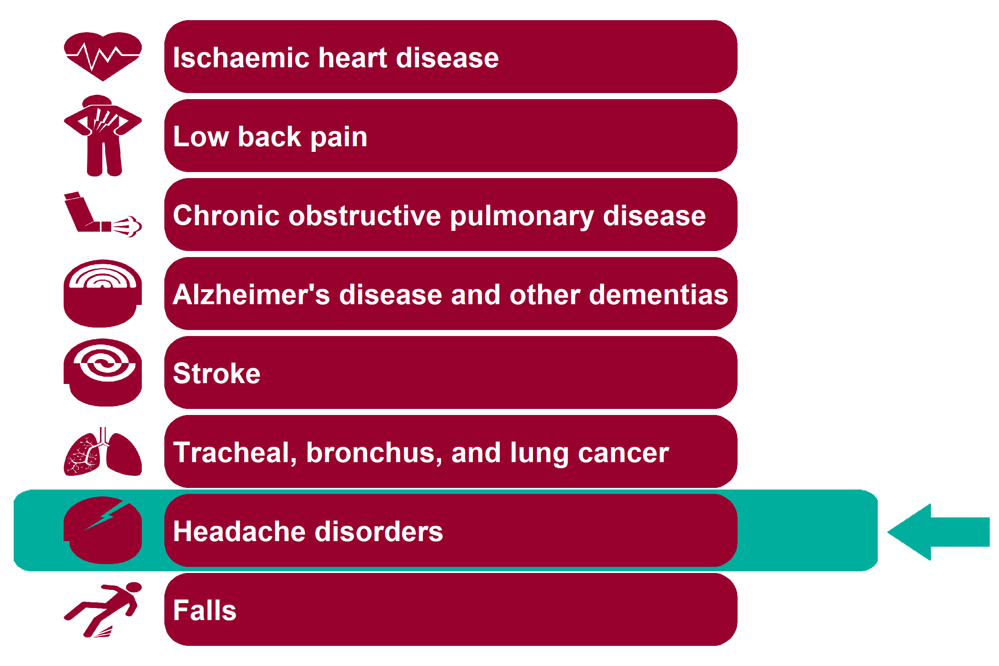 Ischaemic heart disease
Low back pain
Chronic obstructive pulmonary disease
Alzheimer's disease and other dementias
Stroke
Tracheal, bronchus, and lung cancer
Headache disorders
Falls